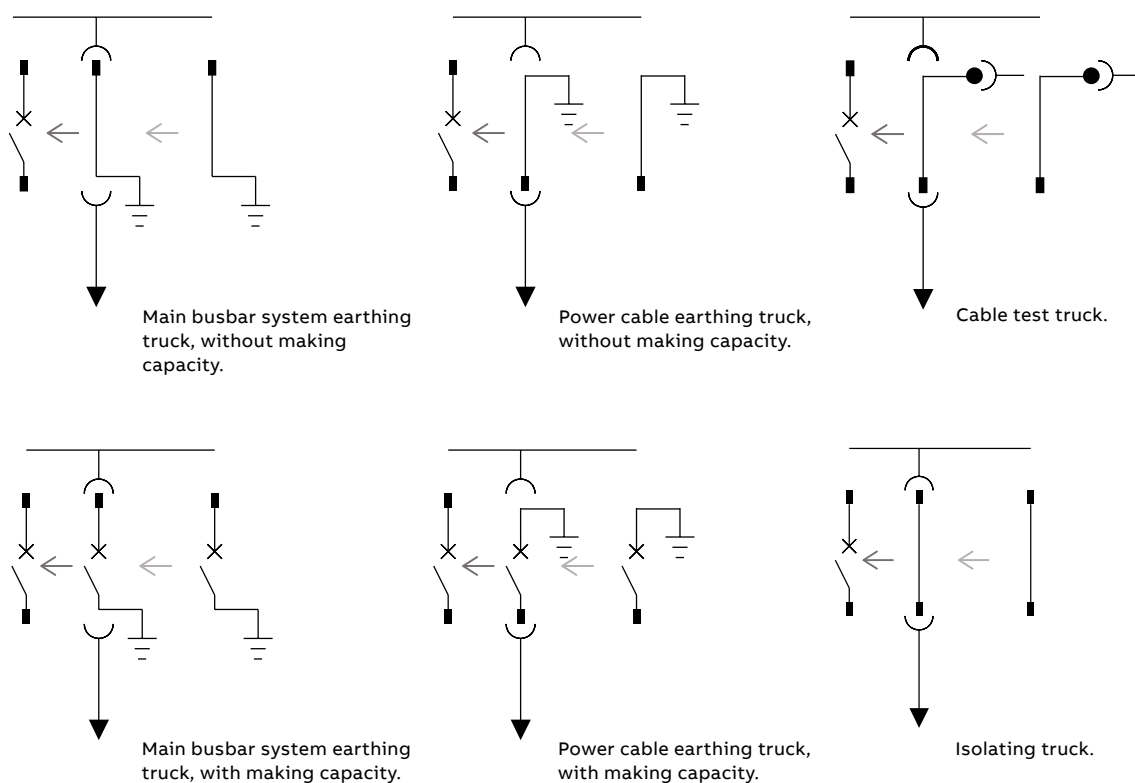 Main busbar system earthing
truck, without making
capacity.
Power cable earthing truck,
without making capacity.
Cable test truck.
Main busbar system earthing
truck, with making capacity.
Power cable earthing truck,
with making capacity.
Isolating truck.